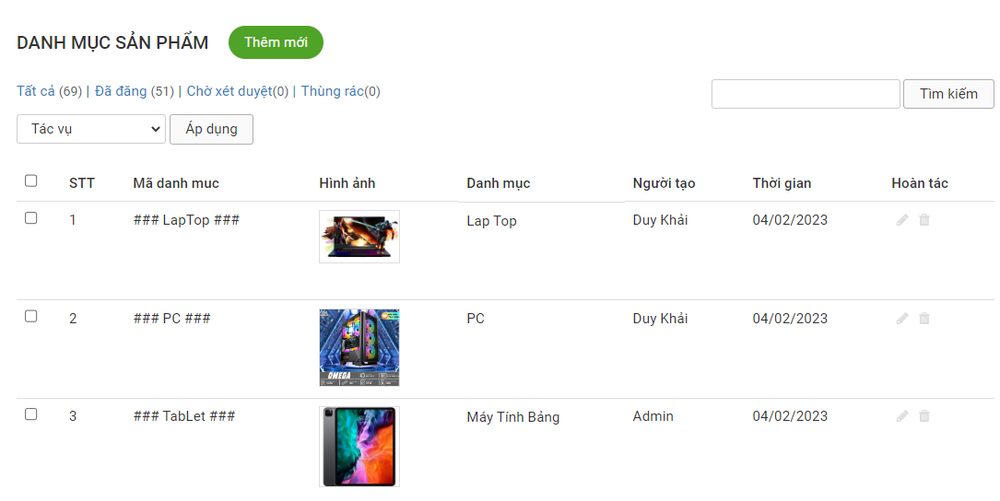 DANH MỤC SẢN PHẨM Thêm mới
Tất cả (69) | Đã đăng (51) | Chờ xét duyệt(0) | Thùng rác(0) Tìm kiếm
Tác vụ Áp dụng
STT Mã danh muc Hình ảnh Danh mục Người tạo Thời gian Hoàn tác
1 ### LapTop ### Lap Top Duy Khải 04/02/2023
2 ### PC ### PC Duy Khải 04/02/2023
OMEGA
3 ### TabLet ### Máy Tính Bảng Admin 04/02/2023